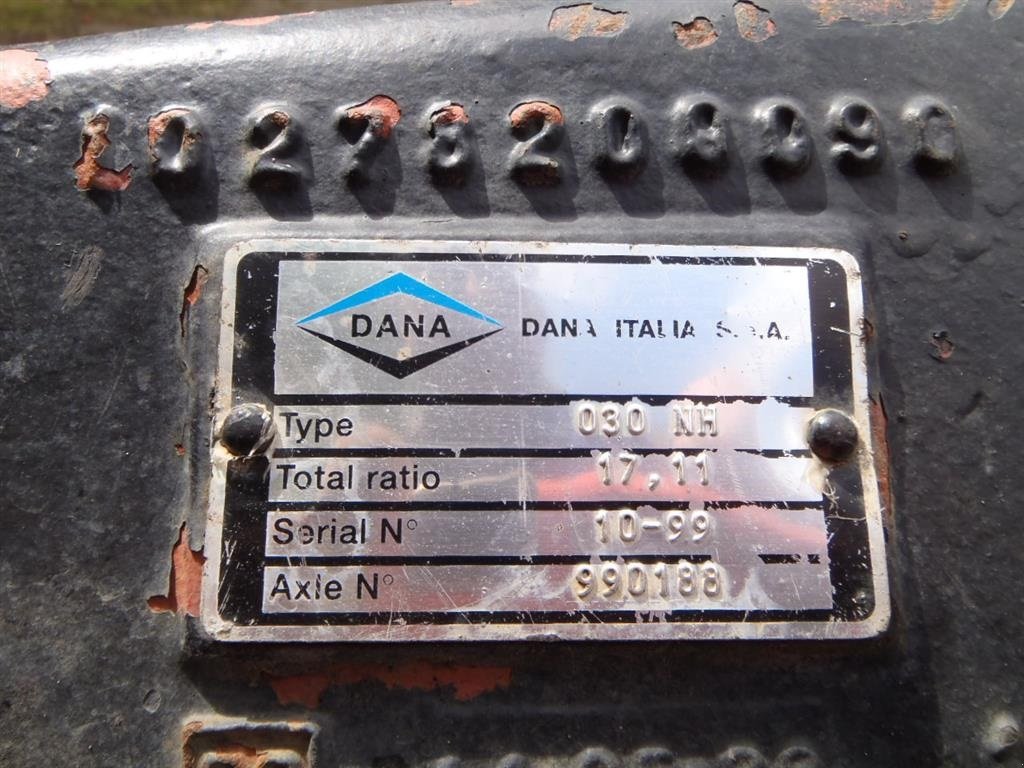 DANA DANA ITALIA S.p.A.
Type 030 NH
Total ratio 17,11
Serial N° 10-99
Axle N° 990188